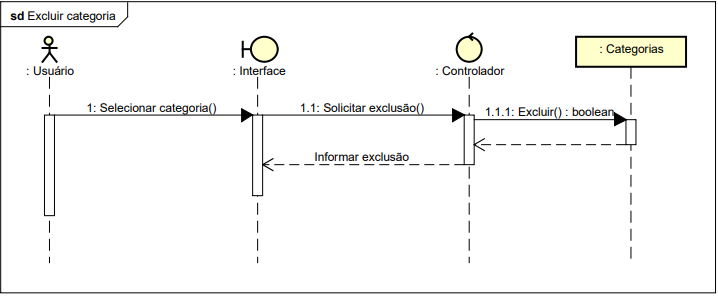 sd Excluir categoria
: Usuário
: Interface
: Controlador
: Categorias
1: Selecionar categoria()
1.1: Solicitar exclusão()
1.1.1: Excluir() : boolean
Informar exclusão